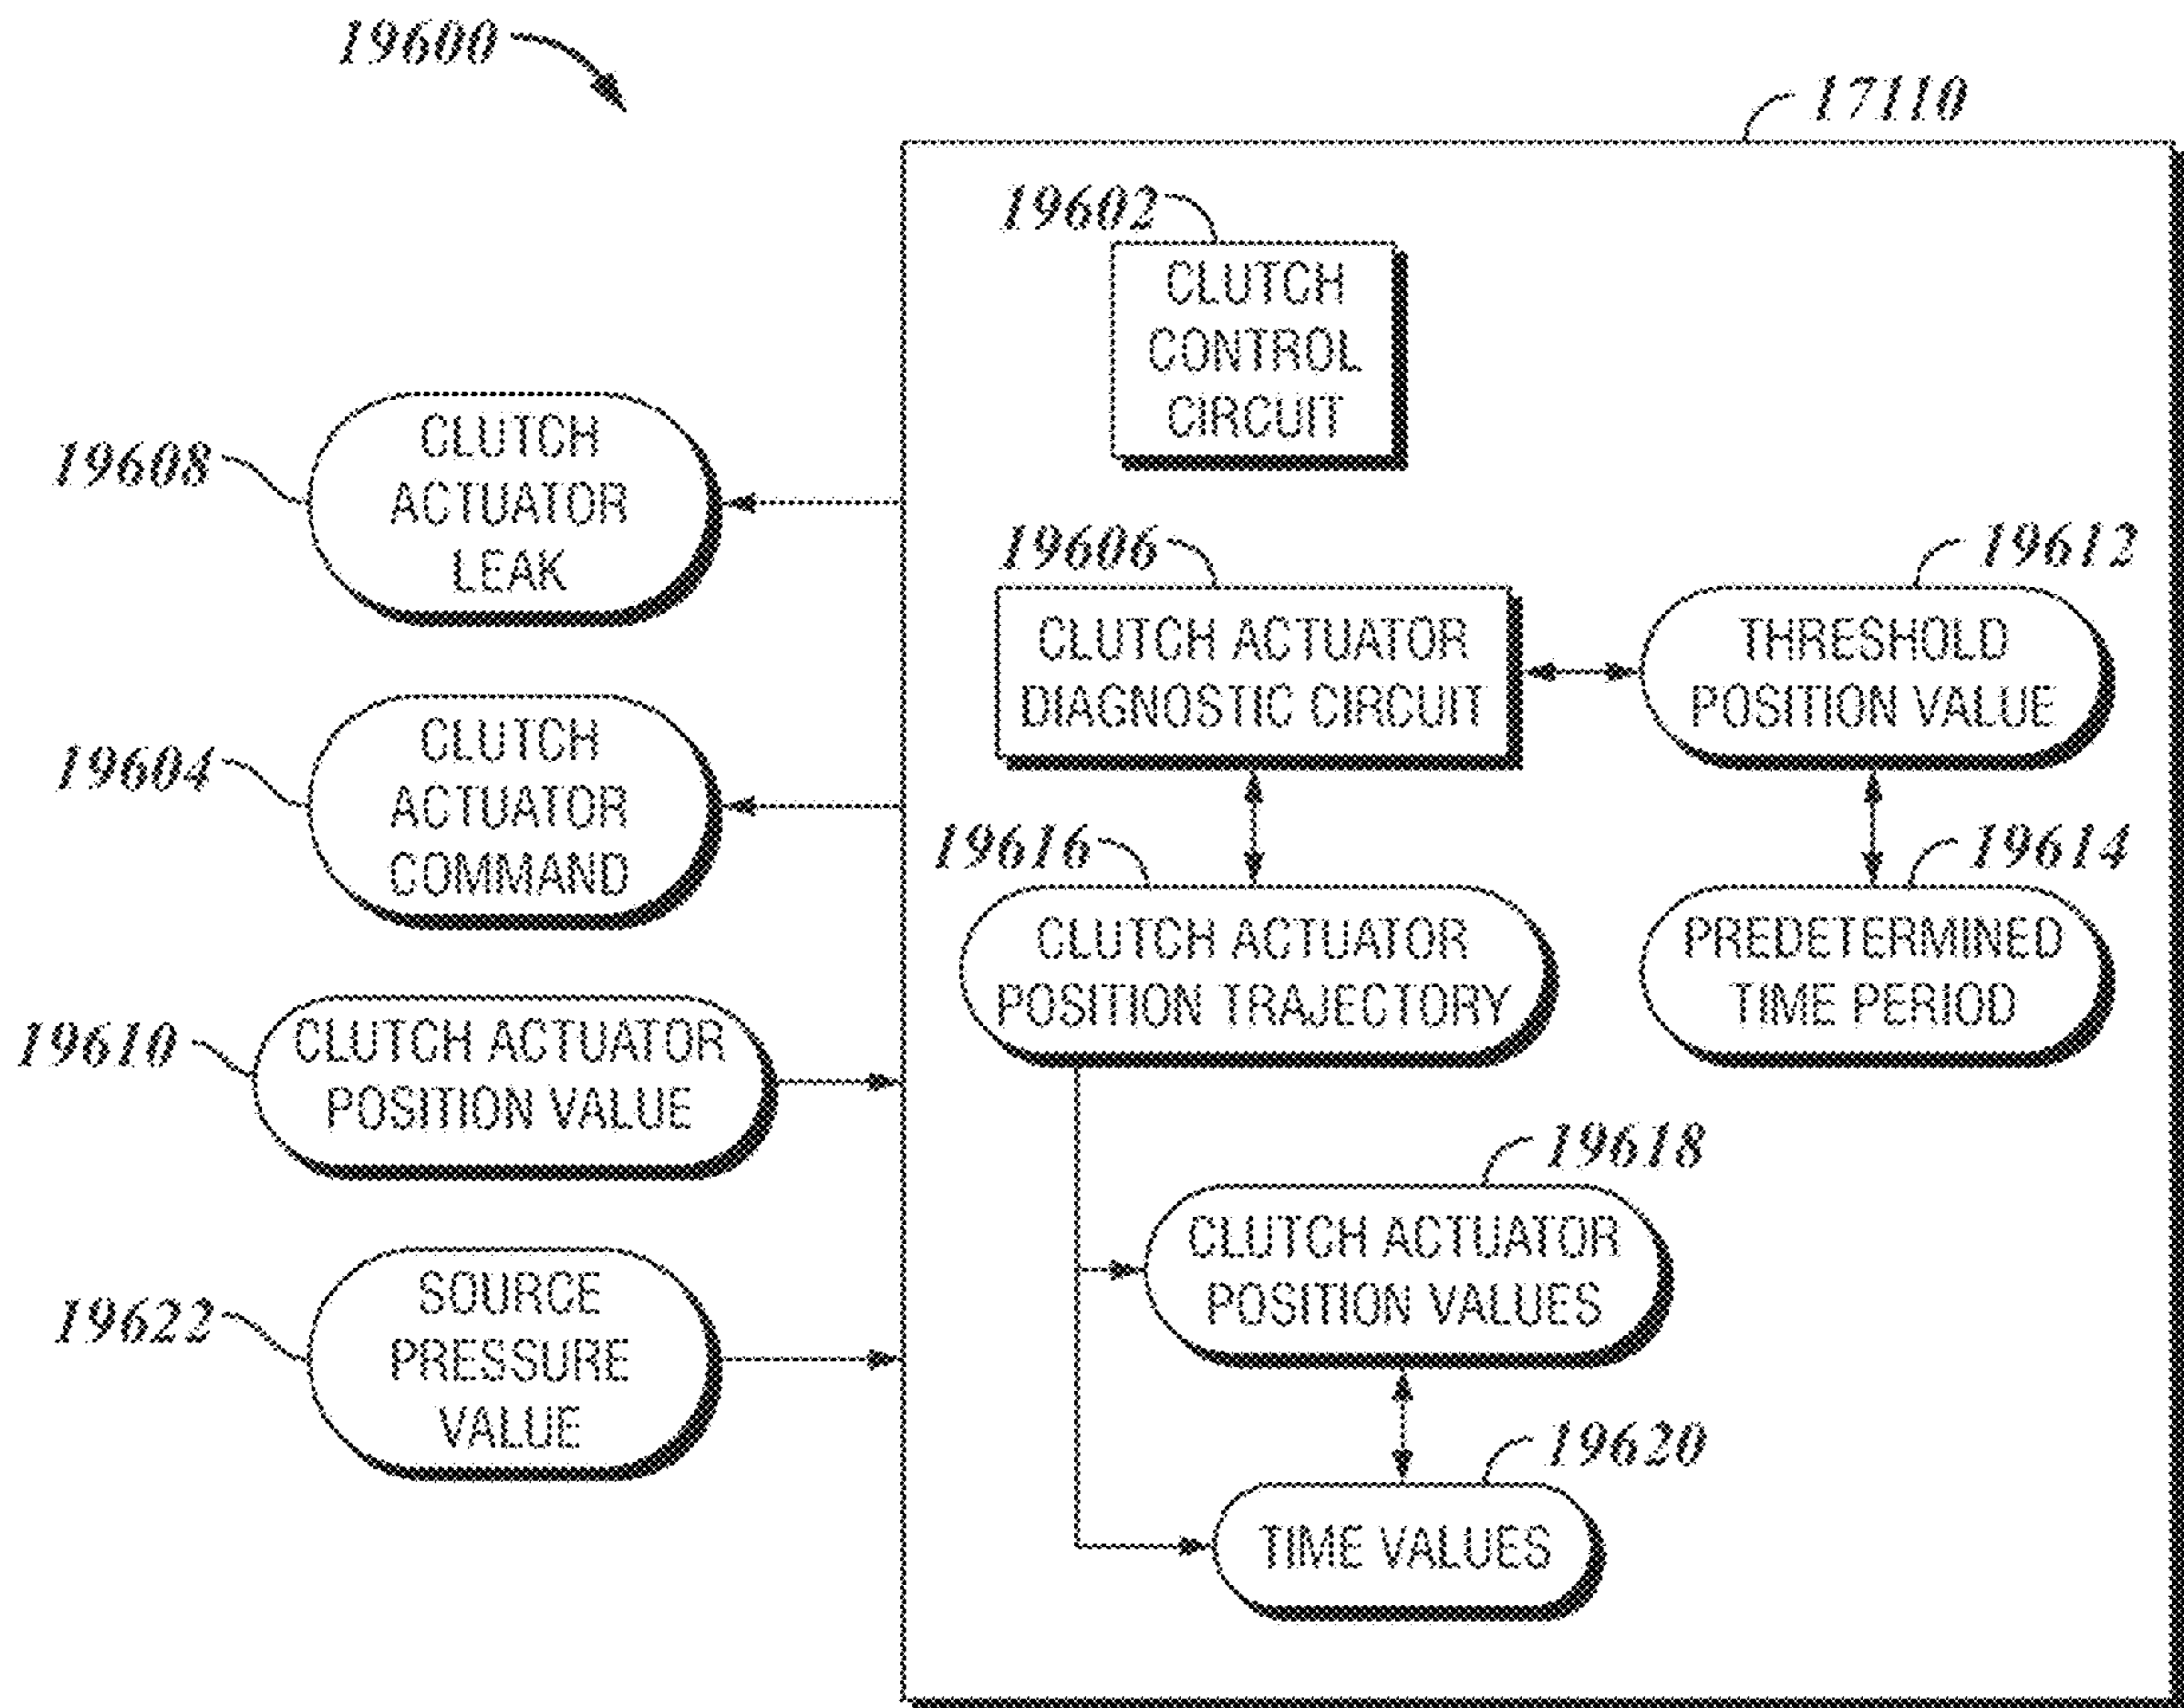 19600
17110
19602
CLUTCH
CONTROL
CIRCUIT
19608
CLUTCH
ACTUATOR
LEAK
19606
CLUTCH ACTUATOR
DIAGNOSTIC CIRCUIT
19612
THRESHOLD
POSITION VALUE
19604
CLUTCH
ACTUATOR
COMMAND
19616
CLUTCH ACTUATOR
POSITION TRAJECTORY
19614
PREDETERMINED
TIME PERIOD
19610
CLUTCH ACTUATOR
POSITION VALUE
19618
CLUTCH ACTUATOR
POSITION VALUES
19622
SOURCE
PRESSURE
VALUE
19620
TIME VALUES